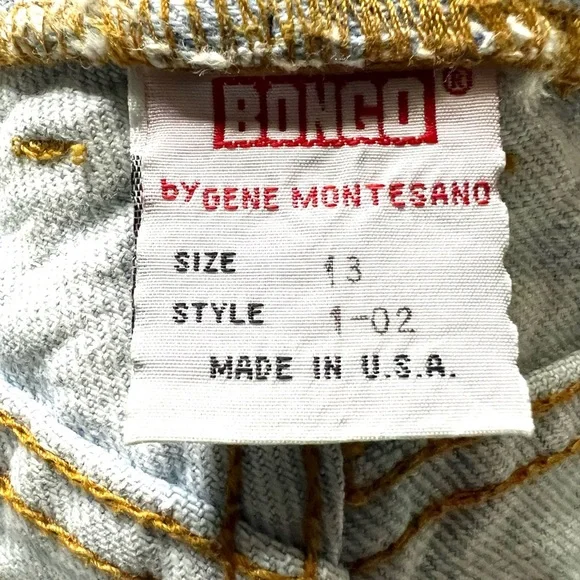 BONGO®
by GENE MONTESANO
SIZE 13
STYLE 1-02
MADE IN U.S.A.